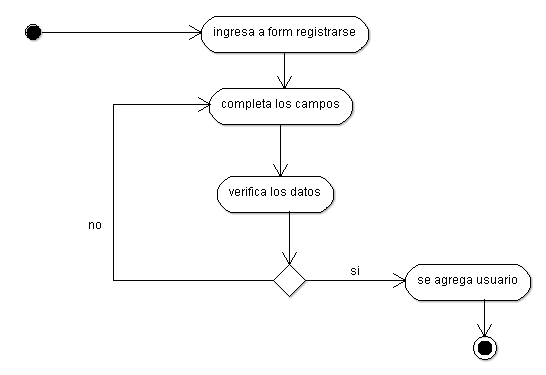 ingresa a form registrarse
completa los campos
verifica los datos
no
si
se agrega usuario